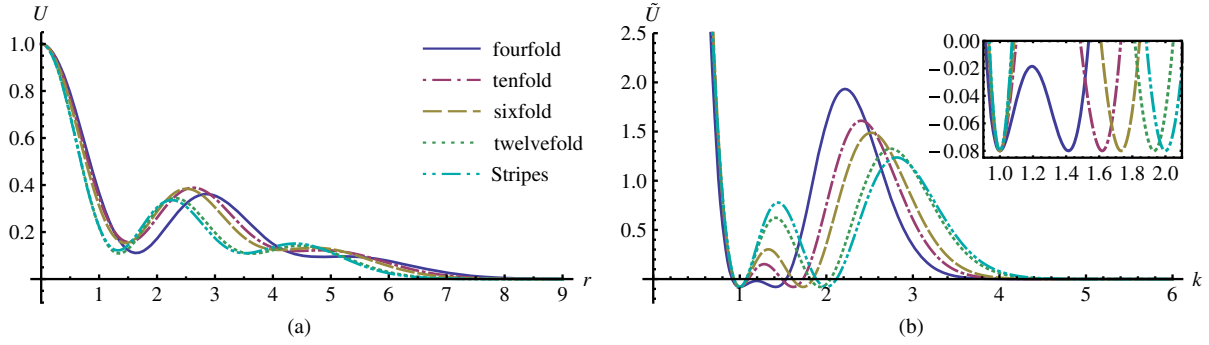 U
1.0
0.8
0.6
0.4
0.2
1 2 3 4 5 6 7 8 9 r
fourfold
tenfold
sixfold
twelvefold
Stripes
(a)
Ũ
2.5
2.0
1.5
1.0
0.5
1 2 3 4 5 6 k
0.00
−0.02
−0.04
−0.06
−0.08
1.0 1.2 1.4 1.6 1.8 2.0
(b)